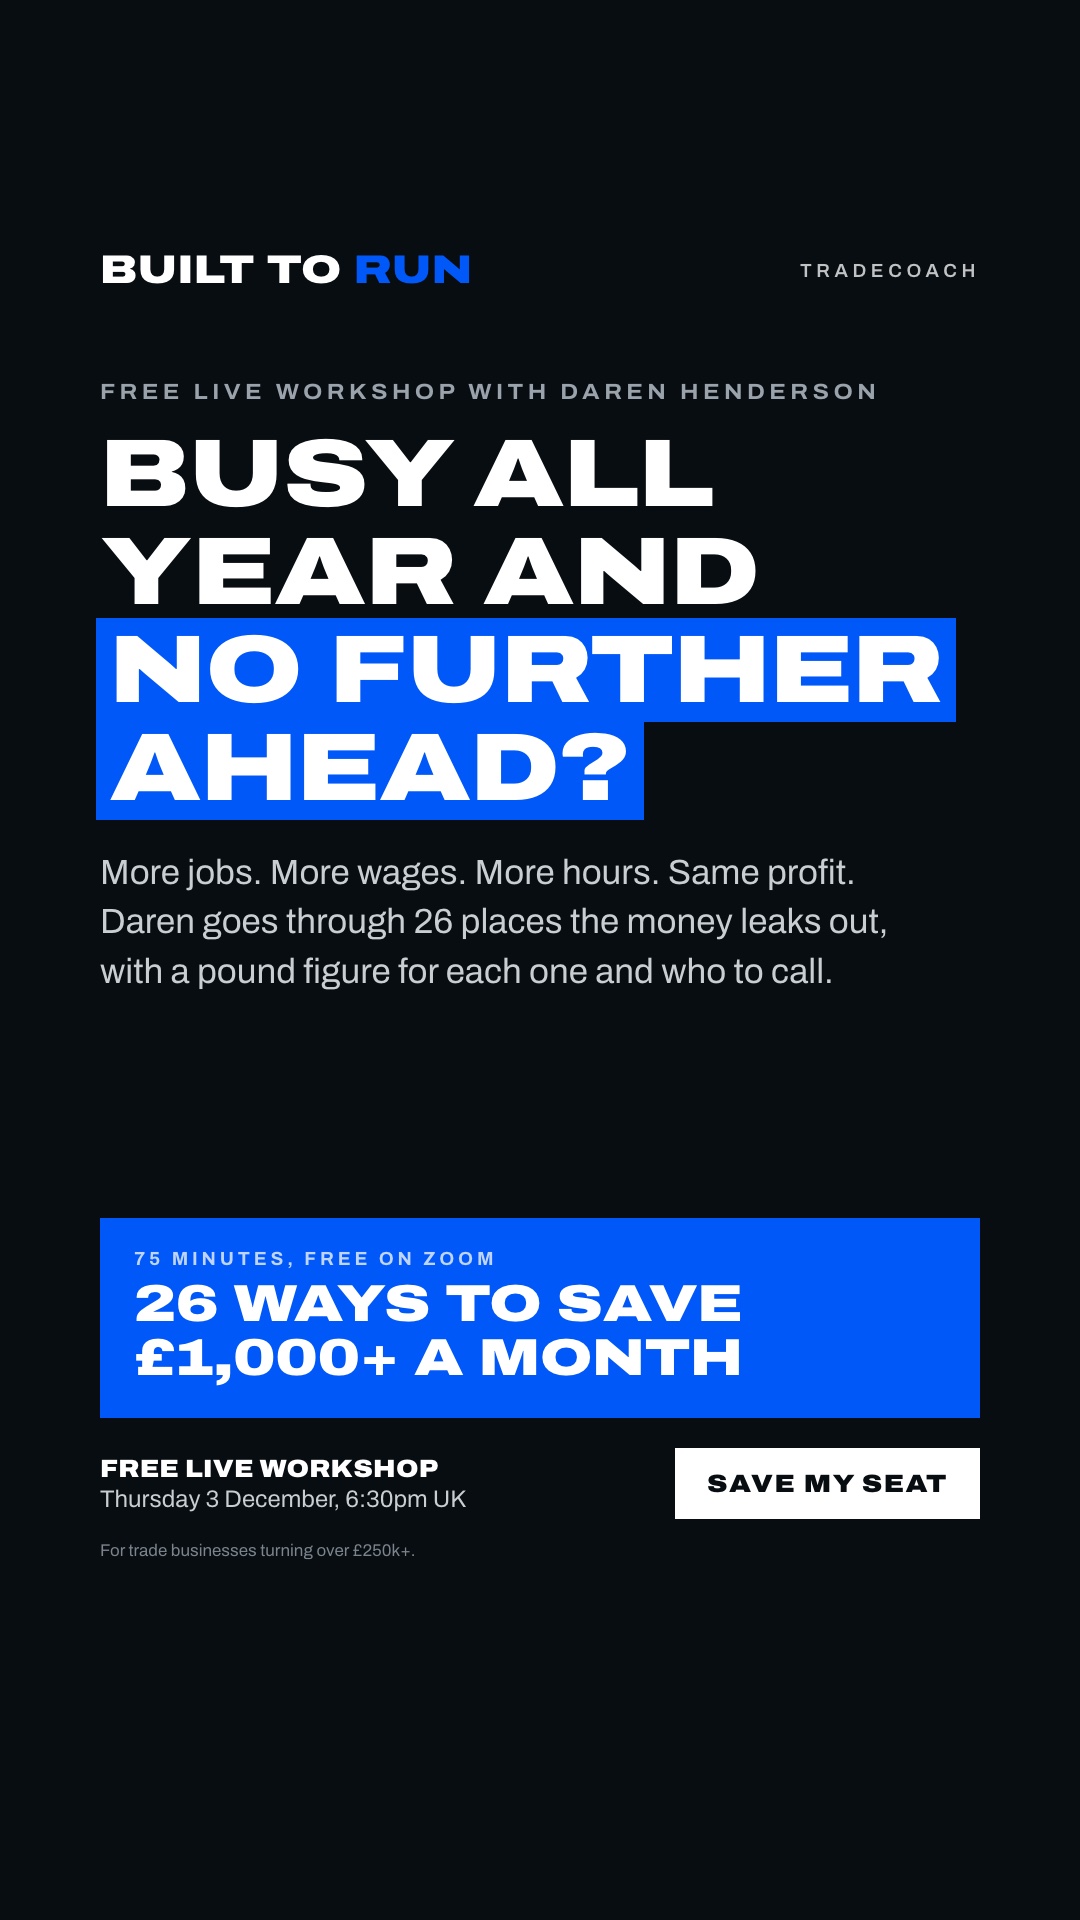 BUILT TO RUN
TRADECOACH
FREE LIVE WORKSHOP WITH DAREN HENDERSON
BUSY ALL
YEAR AND
NO FURTHER
AHEAD?
More jobs. More wages. More hours. Same profit.
Daren goes through 26 places the money leaks out,
with a pound figure for each one and who to call.
75 MINUTES, FREE ON ZOOM
26 WAYS TO SAVE
£1,000+ A MONTH
FREE LIVE WORKSHOP
Thursday 3 December, 6:30pm UK
SAVE MY SEAT
For trade businesses turning over £250k+.